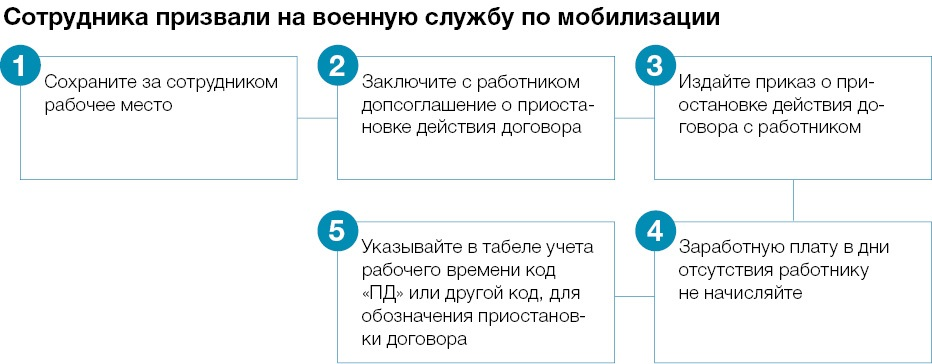 Сотрудника призвали на военную службу по мобилизации
1
Сохраните за сотрудником
рабочее место
2
Заключите с работником
допсоглашение о приоста-
новке действия договора
3
Издайте приказ о при-
остановке действия до-
говора с работником
4
Заработную плату в дни
отсутствия работнику
не начисляйте
5
Указывайте в табеле учета
рабочего времени код
«ПД» или другой код, для
обозначения приостанов-
ки договора